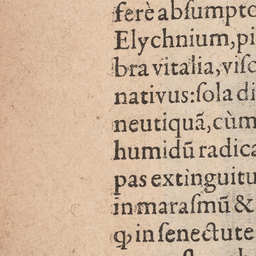 ferè abſumpto
Elychnium, pi
bra vitalia, viſc
nativus: ſola di
neutiquã, cùm
humidũ radica
pas extinguitu
in maraſmũ &
ꝙ in ſenectute